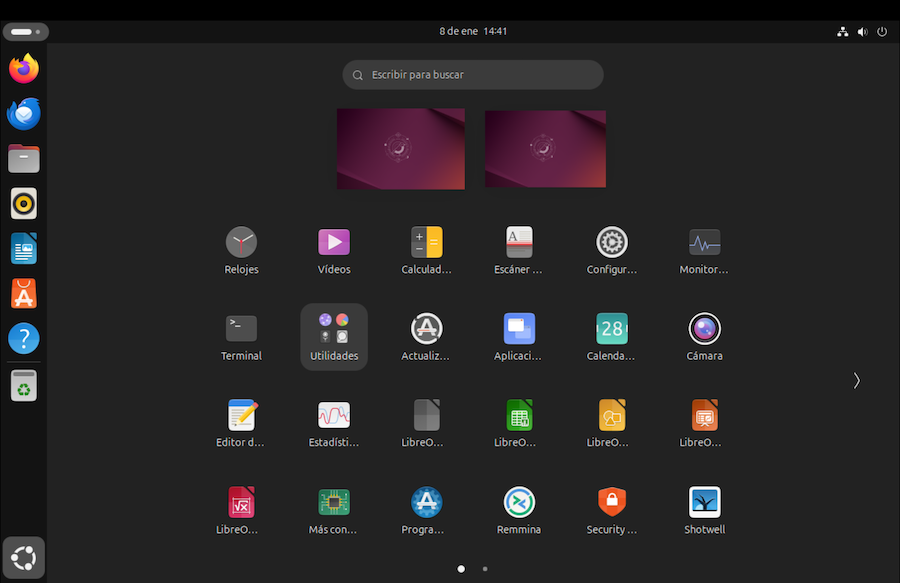 8 de ene 14:41
Escribir para buscar
Relojes
Vídeos
Calculad...
Escáner ...
Configur...
Monitor...
Terminal
Utilidades
Actualiz...
Aplicaci...
28
Calenda...
Cámara
Editor d...
Estadísti...
LibreO...
LibreO...
LibreO...
LibreO...
LibreO...
Más con...
Progra...
Remmina
Security ...
Shotwell